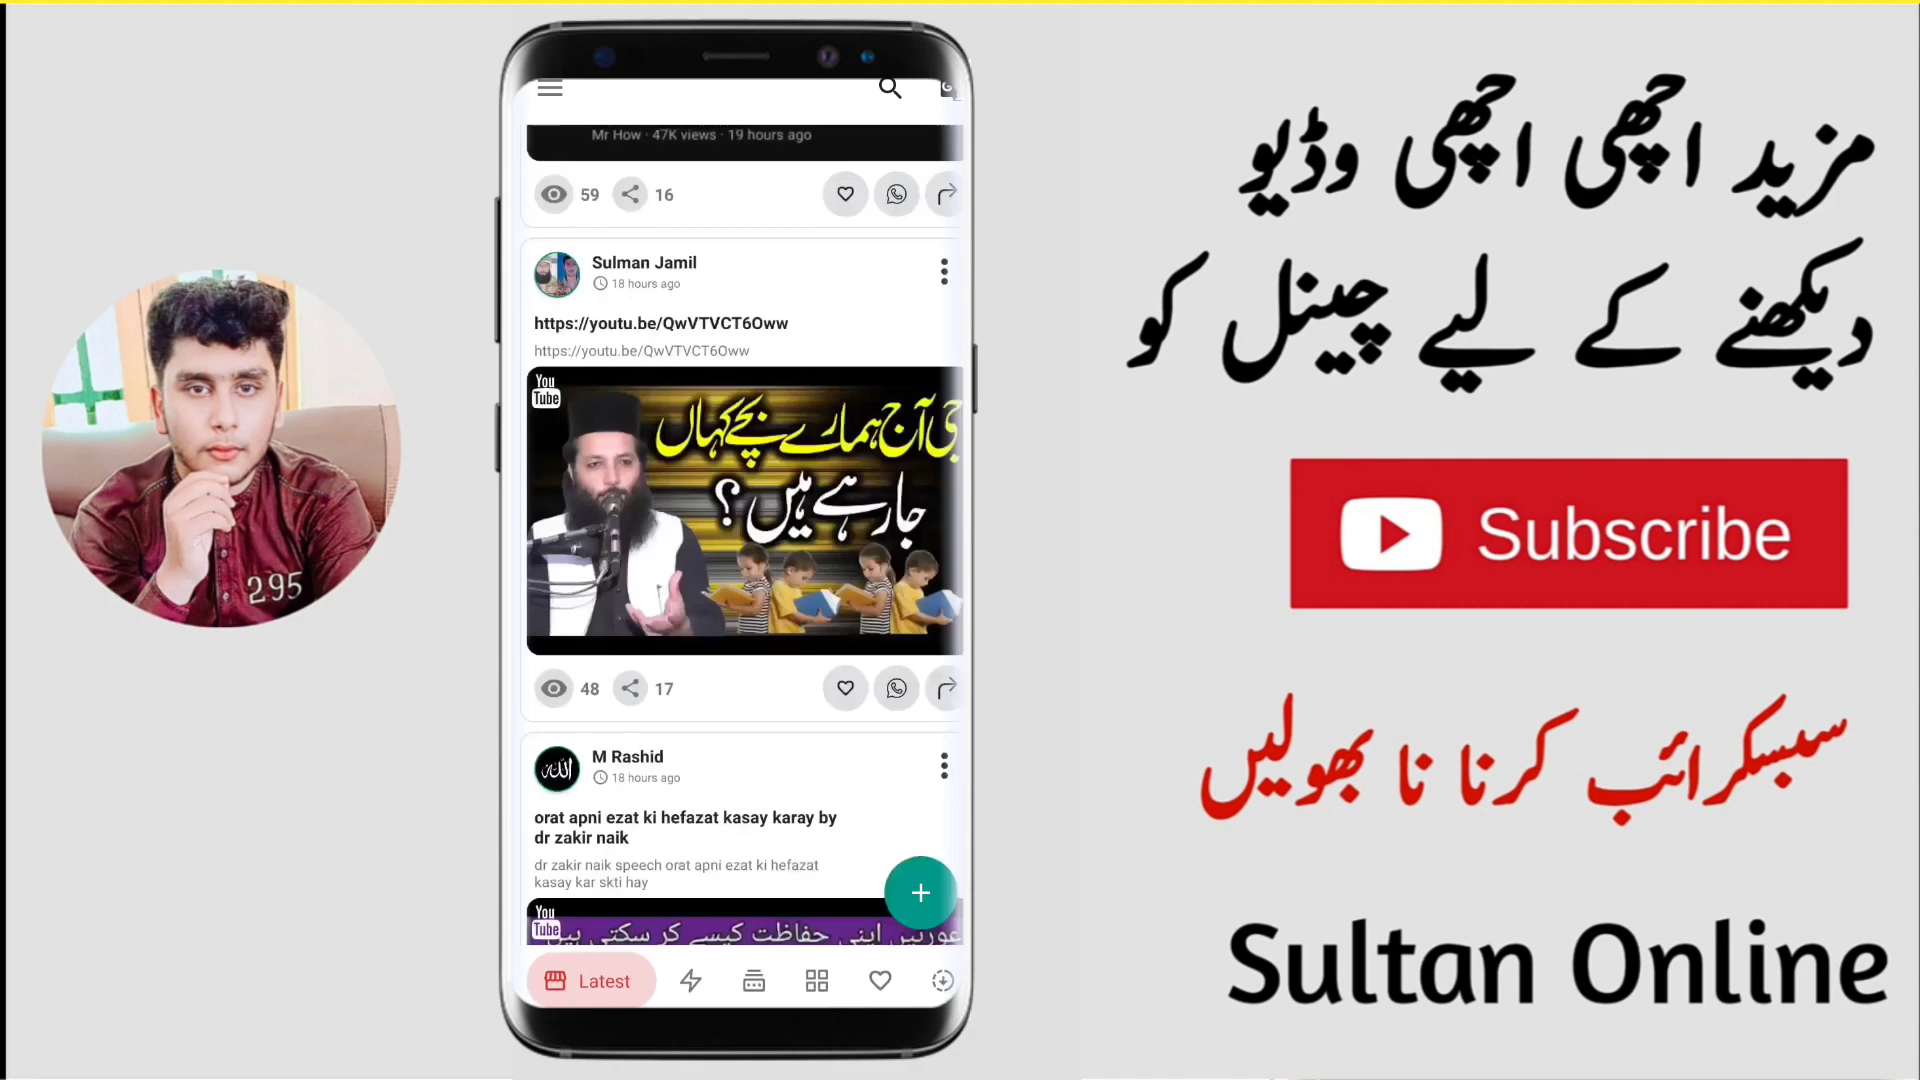 Mr How · 47K views · 19 hours ago
59
16
Sulman Jamil
18 hours ago
https://youtu.be/QwVTVCT6Oww
https://youtu.be/QwVTVCT6Oww
You
Tube
جی آج ہمارے بچے کہاں
جارہے ہیں؟
48
17
M Rashid
18 hours ago
orat apni ezat ki hefazat kasay karay by
dr zakir naik
dr zakir naik speech orat apni ezat ki hefazat
kasay kar skti hay
You
Tube
عورتیں اپنی حفاظت کیسے کر سکتی ہیں
Latest
295
مزید اچھی اچھی وڈیو
دیکھنے کے لیے چینل کو
Subscribe
سبسکرائب کرنا نا بھولیں
Sultan Online